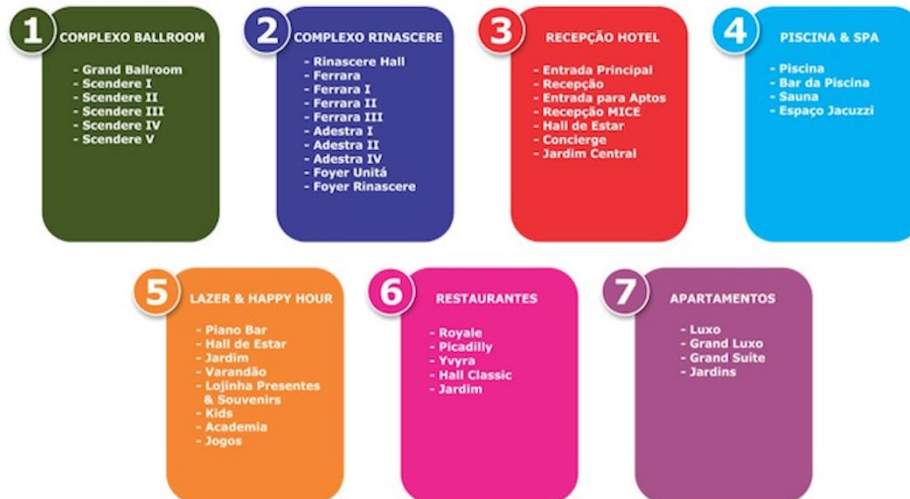 1
COMPLEXO BALLROOM
- Grand Ballroom
- Scendere I
- Scendere II
- Scendere III
- Scendere IV
- Scendere V
2
COMPLEXO RINASCERE
- Rinascere Hall
- Ferrara
- Ferrara I
- Ferrara II
- Ferrara III
- Adestra I
- Adestra II
- Adestra IV
- Foyer Unitá
- Foyer Rinascere
3
RECEPÇÃO HOTEL
- Entrada Principal
- Recepção
- Entrada para Aptos
- Recepção MICE
- Hall de Estar
- Concierge
- Jardim Central
4
PISCINA & SPA
- Piscina
- Bar da Piscina
- Sauna
- Espaço Jacuzzi
5
LAZER & HAPPY HOUR
- Piano Bar
- Hall de Estar
- Jardim
- Varandão
- Lojinha Presentes
& Souvenirs
- Kids
- Academia
- Jogos
6
RESTAURANTES
- Royale
- Picadilly
- Yvyra
- Hall Classic
- Jardim
7
APARTAMENTOS
- Luxo
- Grand Luxo
- Grand Suíte
- Jardins